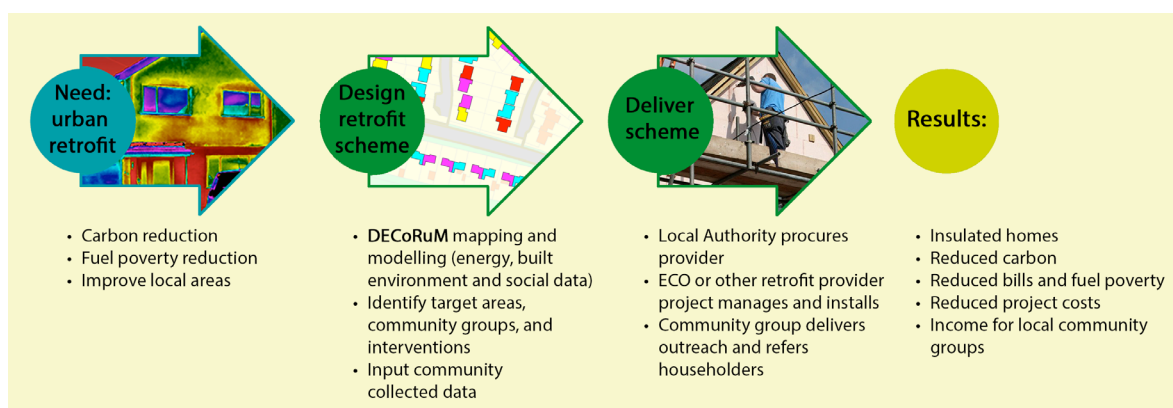 Need:
urban
retrofit
• Carbon reduction
• Fuel poverty reduction
• Improve local areas
Design
retrofit
scheme
• DECoRuM mapping and
modelling (energy, built
environment and social data)
• Identify target areas,
community groups, and
interventions
• Input community
collected data
Deliver
scheme
• Local Authority procures
provider
• ECO or other retrofit provider
project manages and installs
• Community group delivers
outreach and refers
householders
Results:
• Insulated homes
• Reduced carbon
• Reduced bills and fuel poverty
• Reduced project costs
• Income for local community
groups